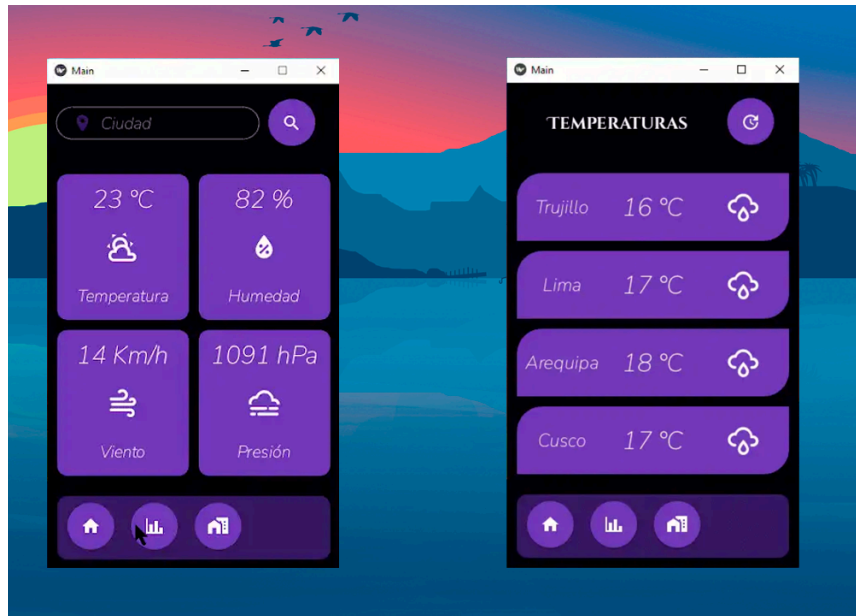 Main
Ciudad
23 °C
82 %
Temperatura
Humedad
14 Km/h
1091 hPa
Viento
Presión
Main
TEMPERATURAS
Trujillo 16 °C
Lima 17 °C
Arequipa 18 °C
Cusco 17 °C